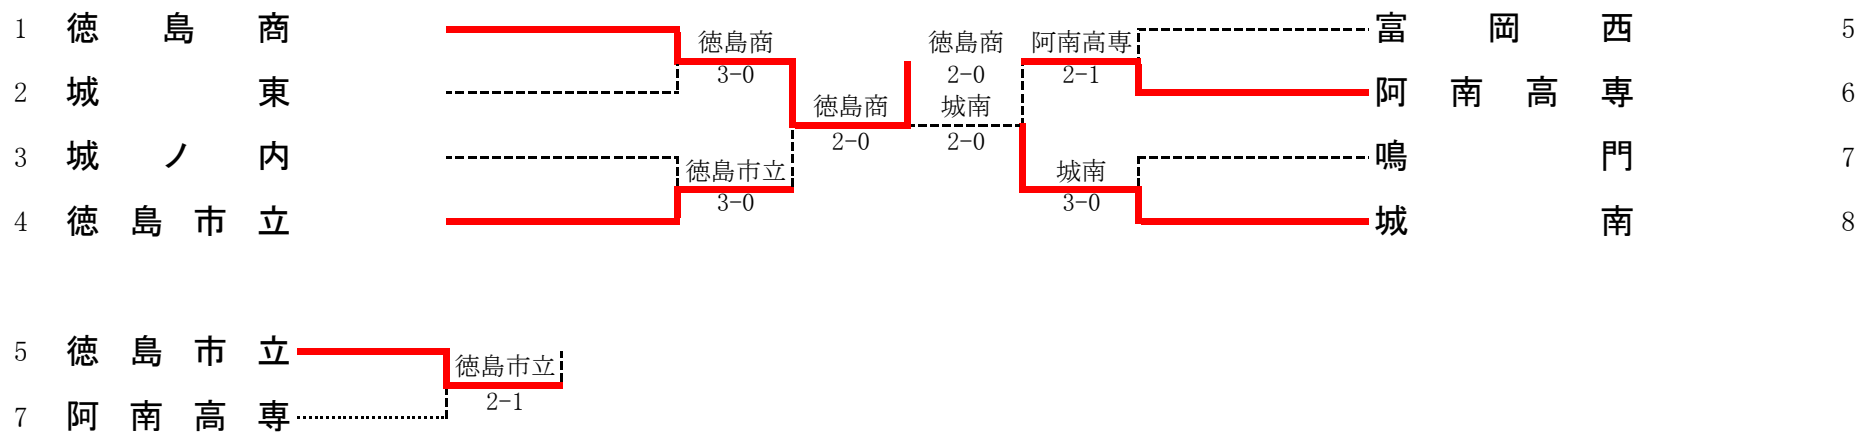 1 徳島商 徳島商 徳島商 阿南高専 富岡西 5
3-0 2-0 2-1
2 城東 徳島商 城南 阿南高専 6
2-0 2-0
3 城ノ内 徳島市立 城南 鳴門 7
3-0 3-0
4 徳島市立 城南 8
5 徳島市立 徳島市立
2-1
7 阿南高専